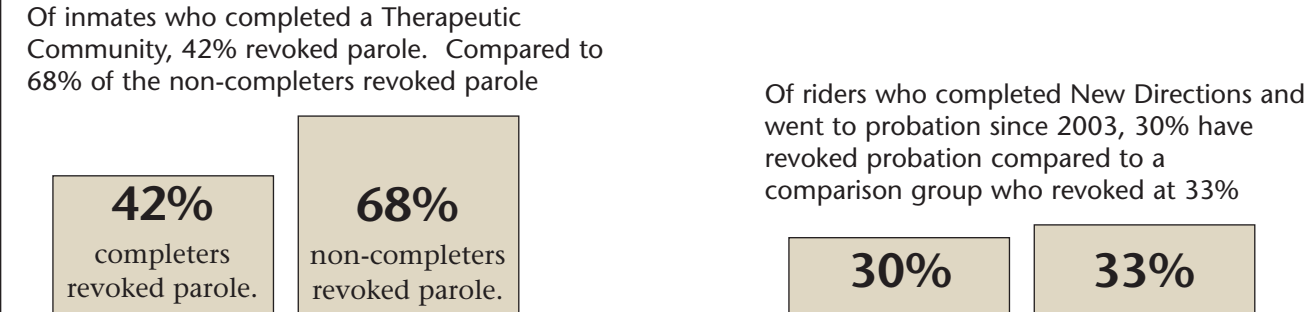 Of inmates who completed a Therapeutic
Community, 42% revoked parole.  Compared to
68% of the non-completers revoked parole
42%
completers
revoked parole.
68%
non-completers
revoked parole.
Of riders who completed New Directions and
went to probation since 2003, 30% have
revoked probation compared to a
comparison group who revoked at 33%
30%
33%